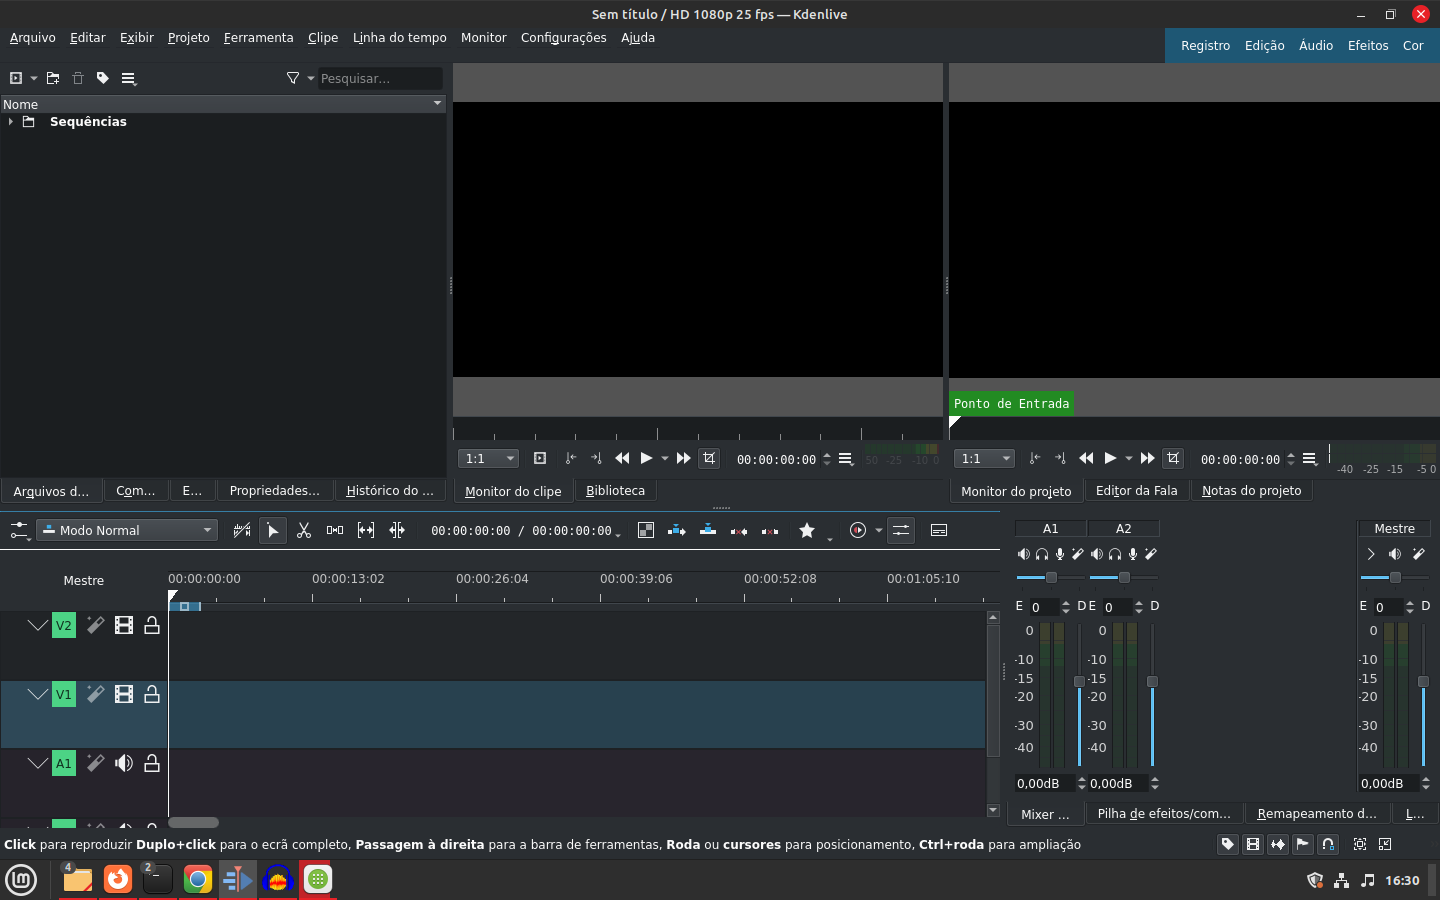 Sem título / HD 1080p 25 fps — Kdenlive
Arquivo Editar Exibir Projeto Ferramenta Clipe Linha do tempo Monitor Configurações Ajuda
Registro Edição Áudio Efeitos Cor
Pesquisar...
Nome
Sequências
Ponto de Entrada
1:1 00:00:00:00 50 -25 -10 0
1:1 00:00:00:00 -40 -25 -15 -5 0
Arquivos d... Com... E... Propriedades... Histórico do ...
Monitor do clipe Biblioteca
Monitor do projeto Editor da Fala Notas do projeto
Modo Normal 00:00:00:00 / 00:00:00:00
A1 A2 Mestre
Mestre 00:00:00:00 00:00:13:02 00:00:26:04 00:00:39:06 00:00:52:08 00:01:05:10
E 0 D E 0 D E 0 D
V2
V1
A1
0 0 0
-10 -10 -10
-15 -15 -15
-20 -20 -20
-30 -30 -30
-40 -40 -40
0,00dB 0,00dB 0,00dB
Mixer ... Pilha de efeitos/com... Remapeamento d... L...
Click para reproduzir Duplo+click para o ecrã completo, Passagem à direita para a barra de ferramentas, Roda ou cursores para posicionamento, Ctrl+roda para ampliação
4 2
16:30